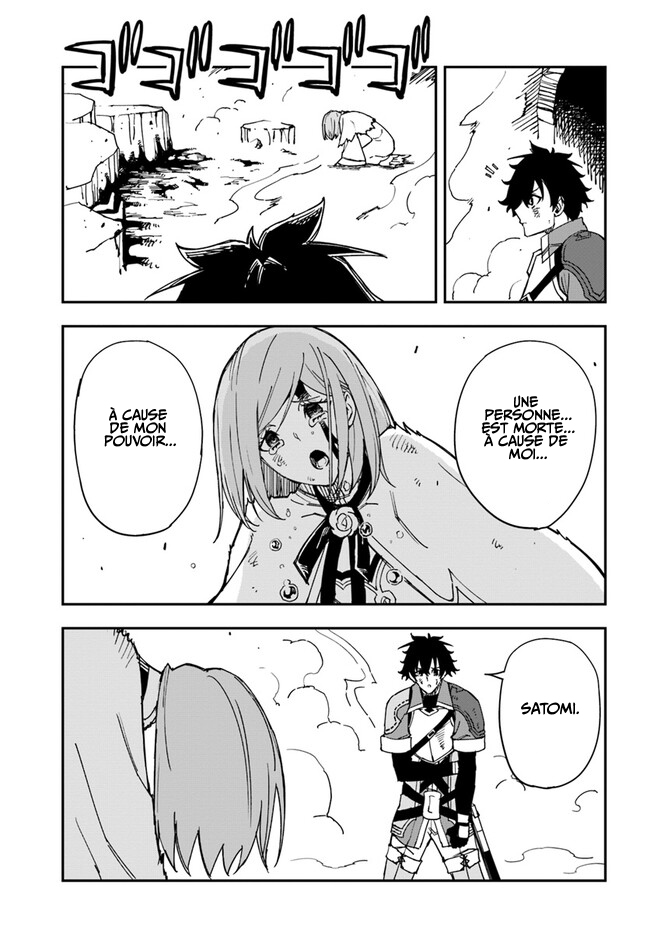 ゴゴゴゴゴ
UNE
PERSONNE...
EST MORTE...
À CAUSE DE
MOI...
À CAUSE
DE MON
POUVOIR...
SATOMI.